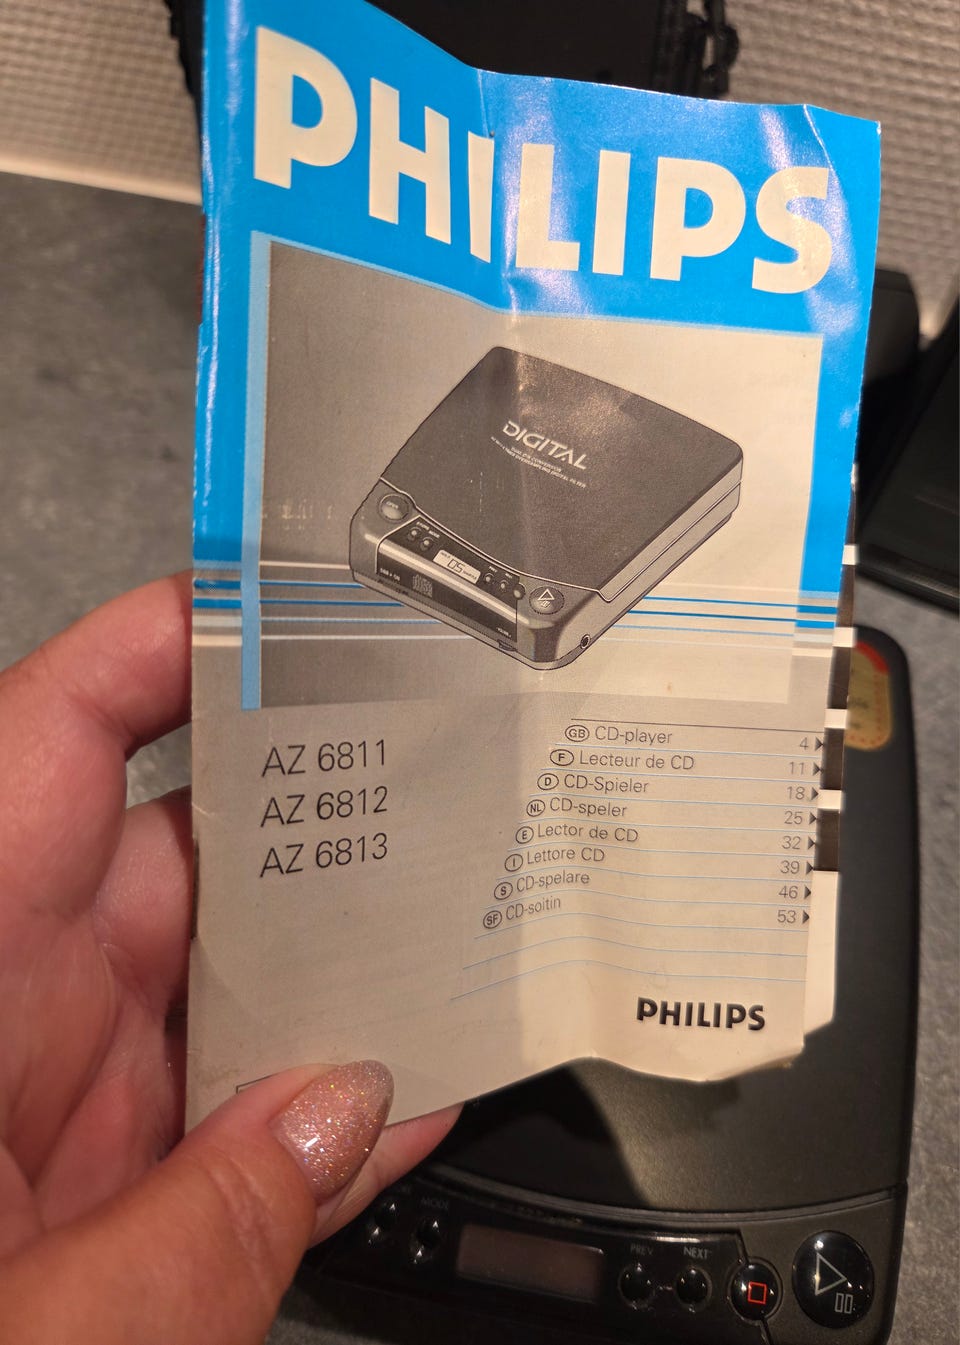 PHILIPS
DIGITAL
AZ 6811
AZ 6812
AZ 6813
GB CD-player 4
F Lecteur de CD 11
D CD-Spieler 18
NL CD-speler 25
E Lector de CD 32
I Lettore CD 39
S CD-spelare 46
SF CD-soitin 53
PHILIPS
MODE
PREV NEXT